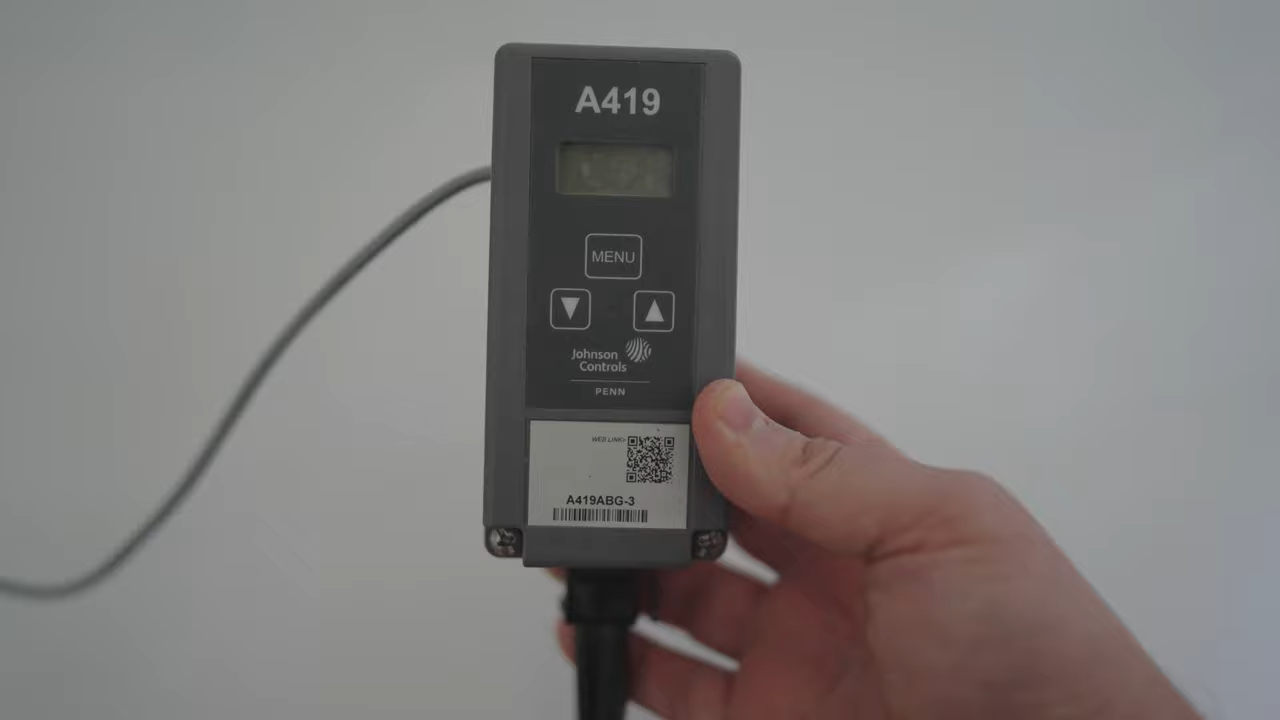 A419
MENU
Johnson
Controls
PENN
WEB LINK>
A419ABG-3